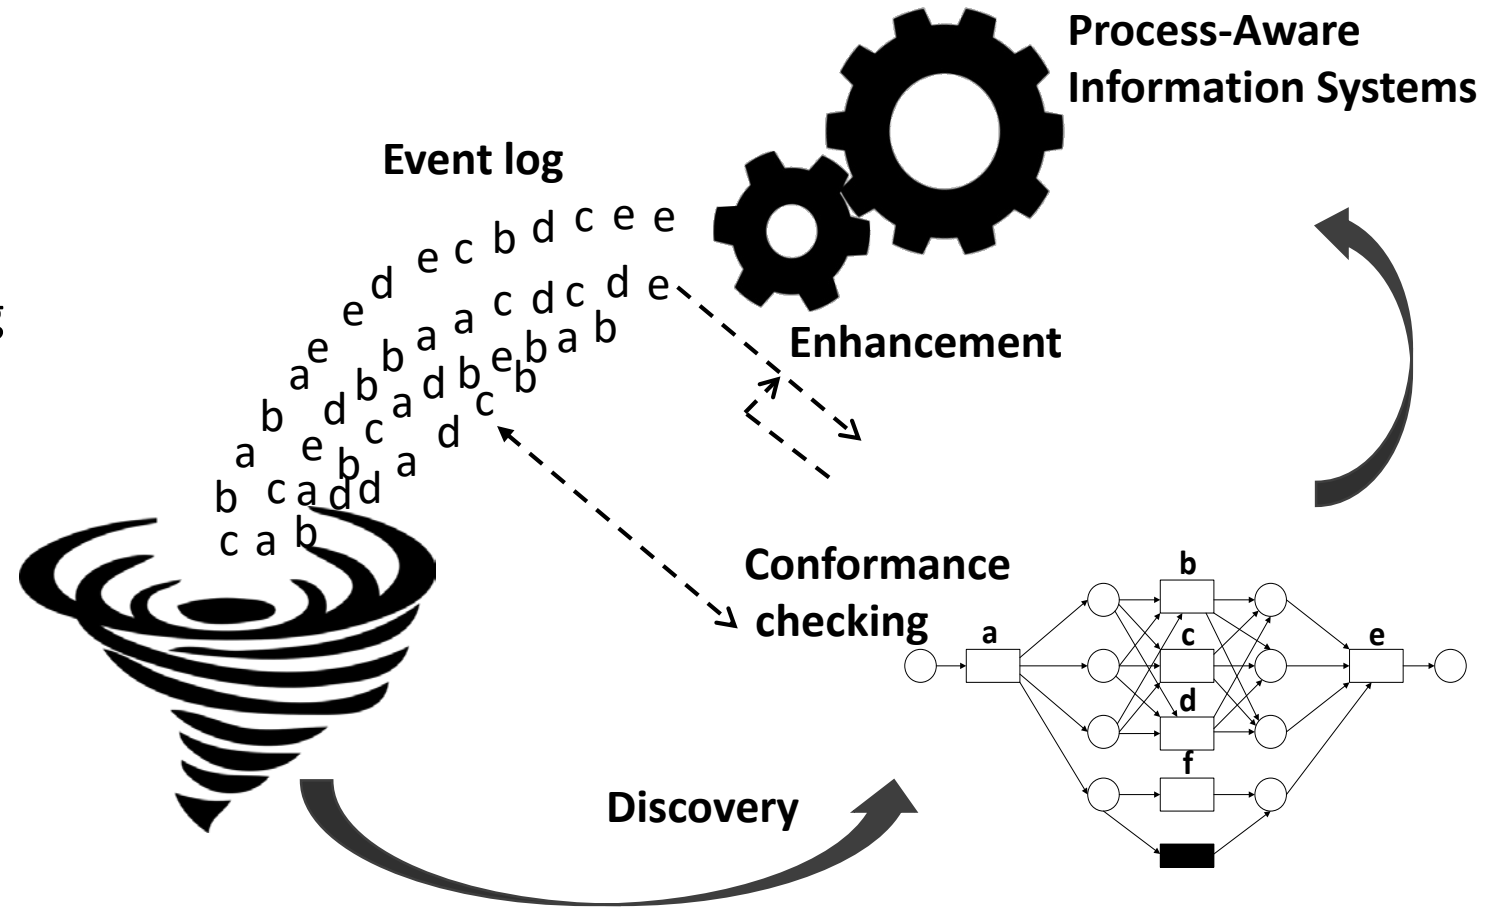 Process-Aware
Information Systems
Event log
e c b d c e e
d
e
e
a
b
a
b
c a b
a a c d c d e
b
b
d
e
c a d d
b e b a b
d
a
c
b
b
c
d
a
Enhancement
Conformance
checking
b
a
c
e
d
f
Discovery